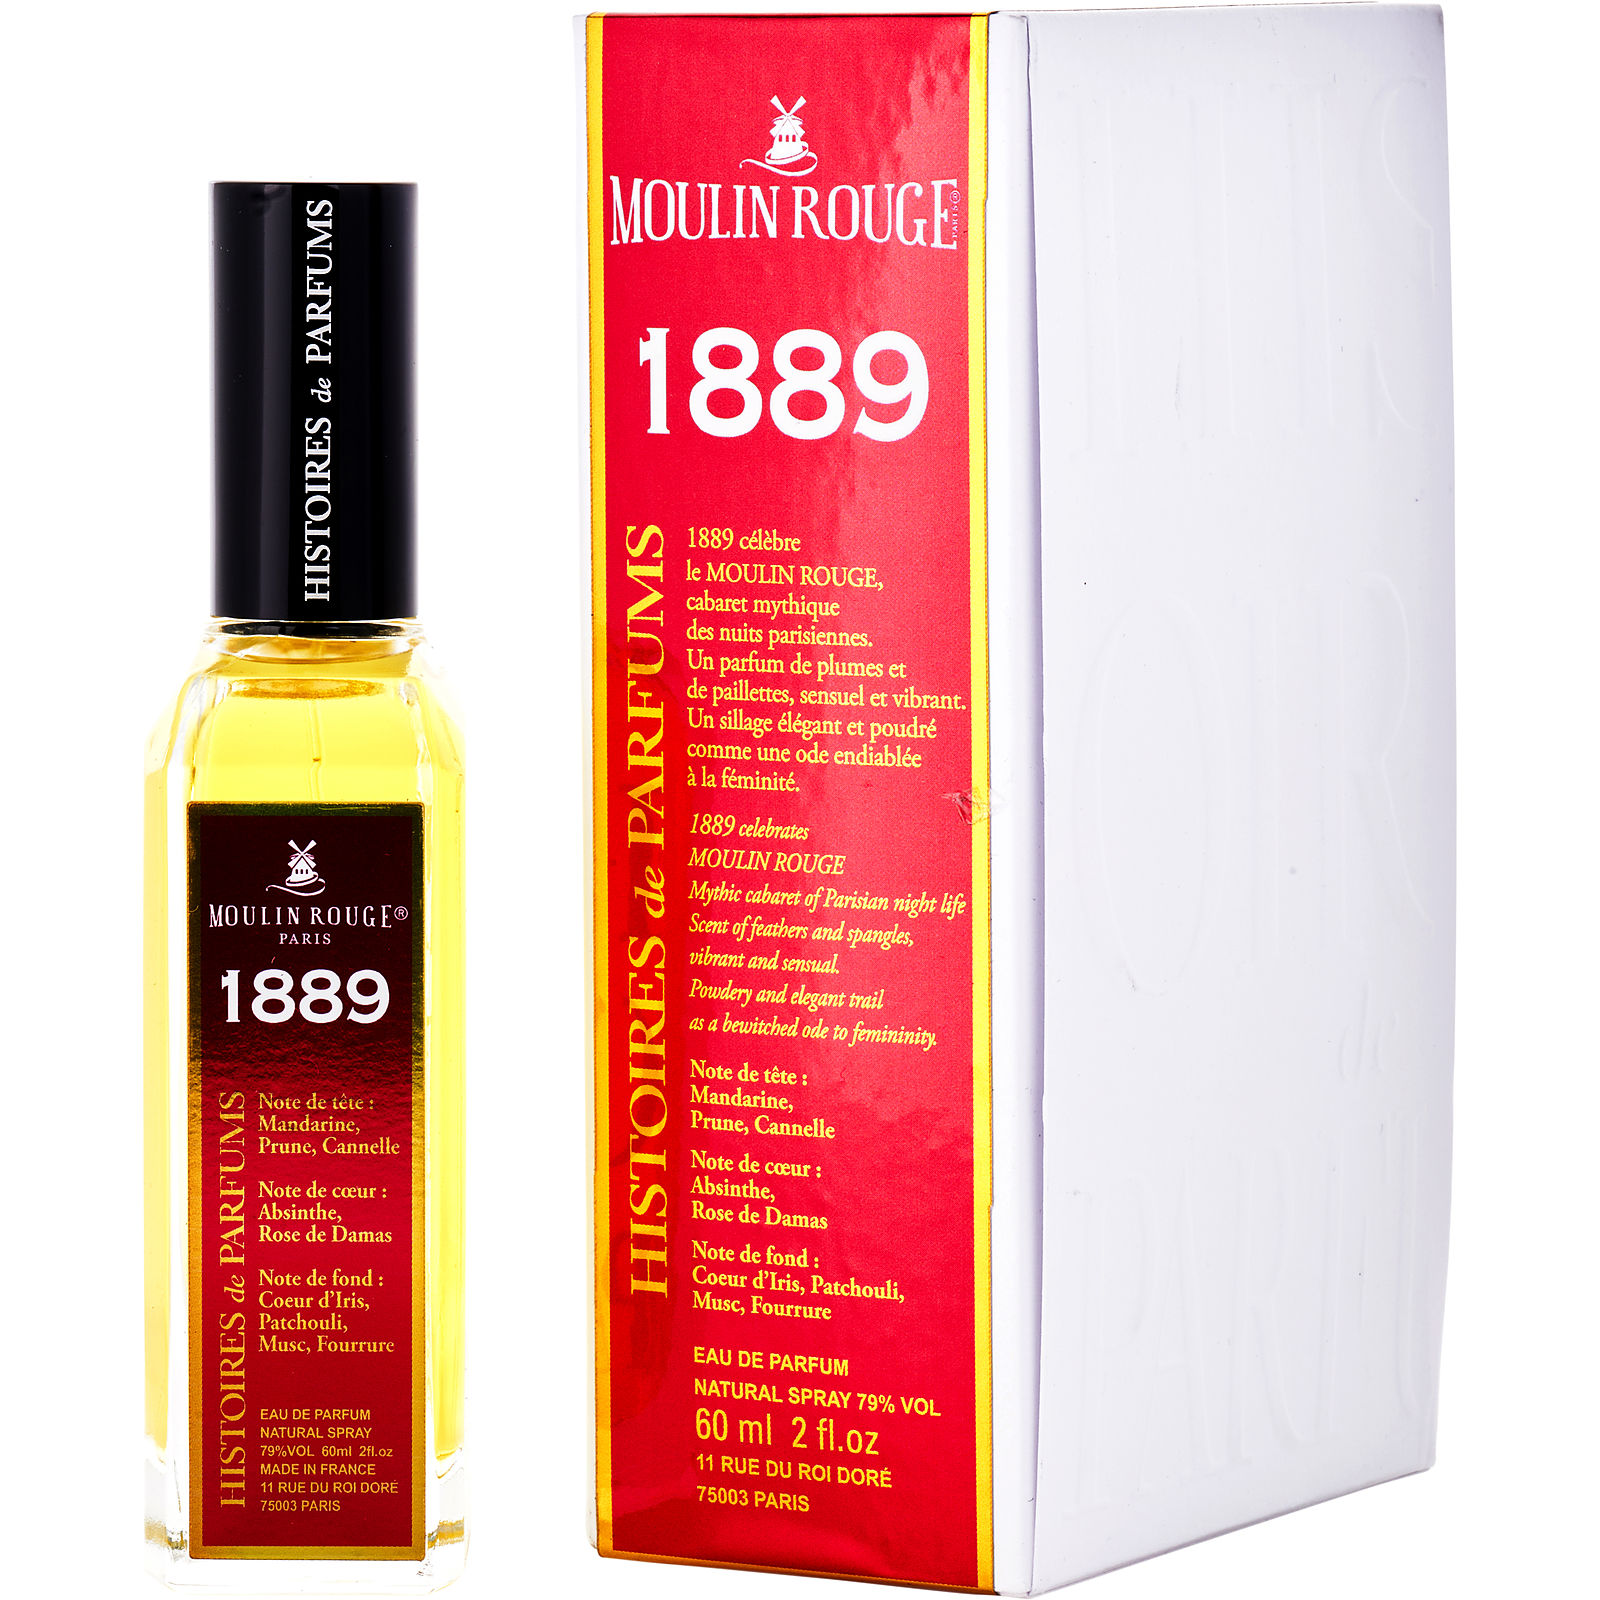 HISTOIRES de PARFUMS
MOULIN ROUGE®
PARIS
1889
HISTOIRES de PARFUMS
Note de tête :
Mandarine,
Prune, Cannelle
Note de cœur :
Absinthe,
Rose de Damas
Note de fond :
Coeur d'Iris,
Patchouli,
Musc, Fourrure
EAU DE PARFUM
NATURAL SPRAY
79%VOL 60ml 2fl.oz
MADE IN FRANCE
11 RUE DU ROI DORÉ
75003 PARIS
MOULIN ROUGE
PARIS®
1889
HISTOIRES de PARFUMS
1889 célèbre
le MOULIN ROUGE,
cabaret mythique
des nuits parisiennes.
Un parfum de plumes et
de paillettes, sensuel et vibrant.
Un sillage élégant et poudré
comme une ode endiablée
à la féminité.
1889 celebrates
MOULIN ROUGE
Mythic cabaret of Parisian night life
Scent of feathers and spangles,
vibrant and sensual.
Powdery and elegant trail
as a bewitched ode to femininity.
Note de tête :
Mandarine,
Prune, Cannelle
Note de cœur :
Absinthe,
Rose de Damas
Note de fond :
Coeur d'Iris, Patchouli,
Musc, Fourrure
EAU DE PARFUM
NATURAL SPRAY 79% VOL
60 ml 2 fl.oz
11 RUE DU ROI DORÉ
75003 PARIS